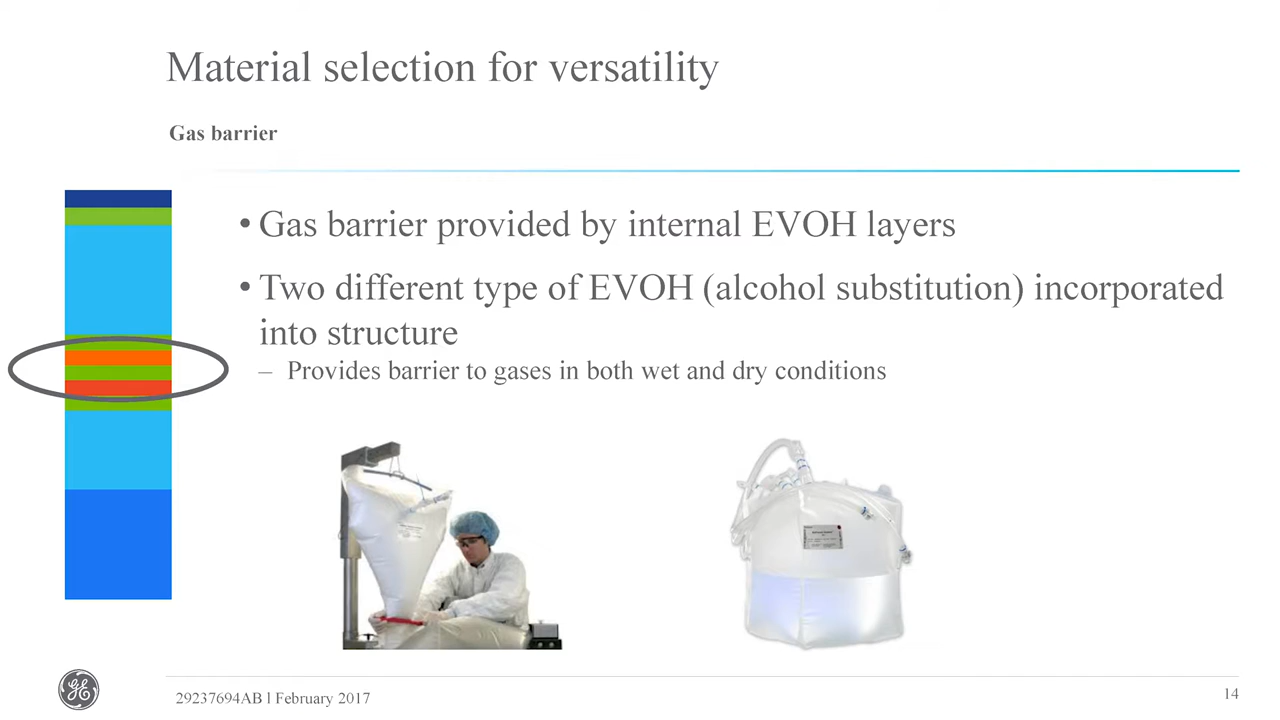 Material selection for versatility
Gas barrier
• Gas barrier provided by internal EVOH layers
• Two different type of EVOH (alcohol substitution) incorporated
into structure
– Provides barrier to gases in both wet and dry conditions
GE
29237694AB l February 2017
14